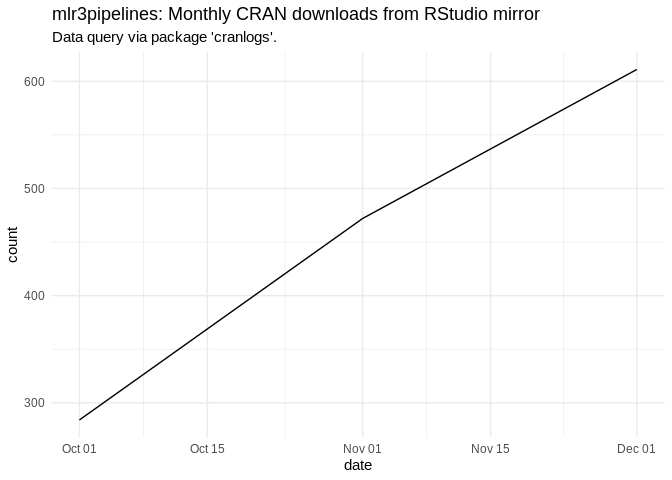 mlr3pipelines: Monthly CRAN downloads from RStudio mirror
Data query via package 'cranlogs'.
600
500
400
300
count
Oct 01 Oct 15 Nov 01 Nov 15 Dec 01
date